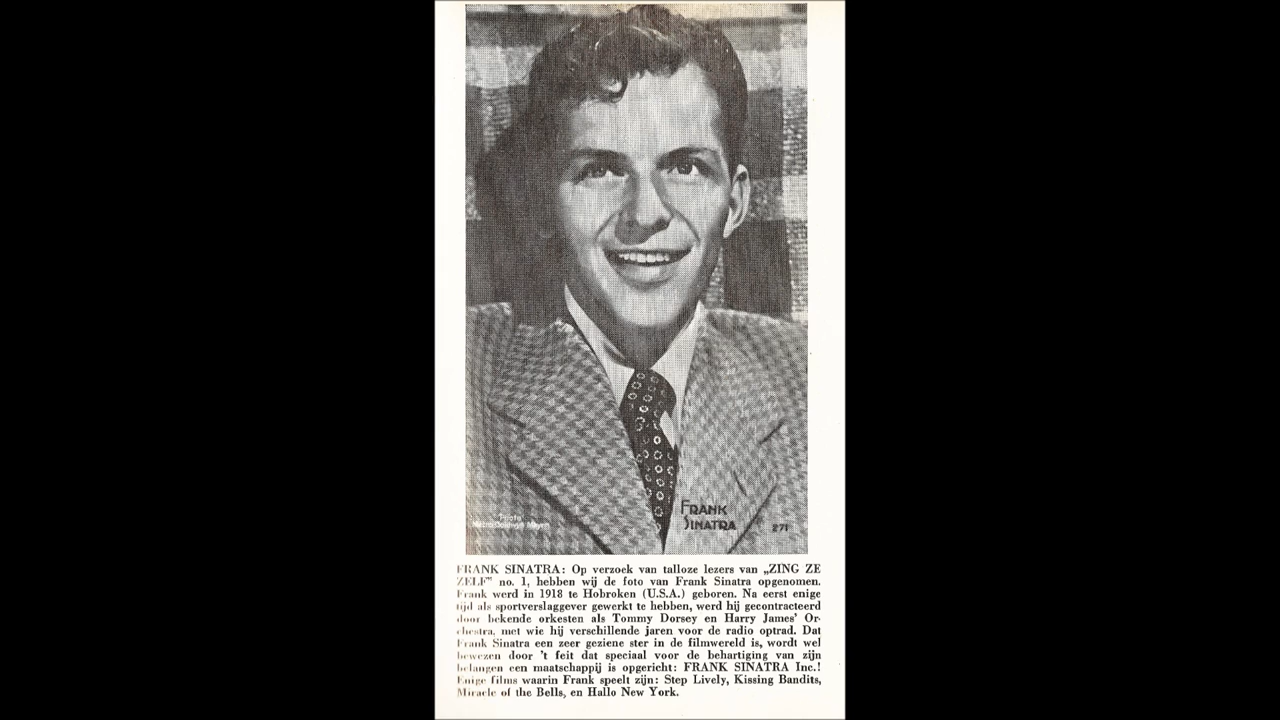 FRANK
SINATRA
271
Photo
Metro Goldwyn Meyer
FRANK SINATRA: Op verzoek van talloze lezers van „ZING ZE
ZELF" no. 1, hebben wij de foto van Frank Sinatra opgenomen.
Frank werd in 1918 te Hobroken (U.S.A.) geboren. Na eerst enige
tijd als sportverslaggever gewerkt te hebben, werd hij gecontracteerd
door bekende orkesten als Tommy Dorsey en Harry James' Or-
chestra, met wie hij verschillende jaren voor de radio optrad. Dat
Frank Sinatra een zeer geziene ster in de filmwereld is, wordt wel
bewezen door 't feit dat speciaal voor de behartiging van zijn
belangen een maatschappij is opgericht: FRANK SINATRA Inc.!
Enige films waarin Frank speelt zijn: Step Lively, Kissing Bandits,
Miracle of the Bells, en Hallo New York.